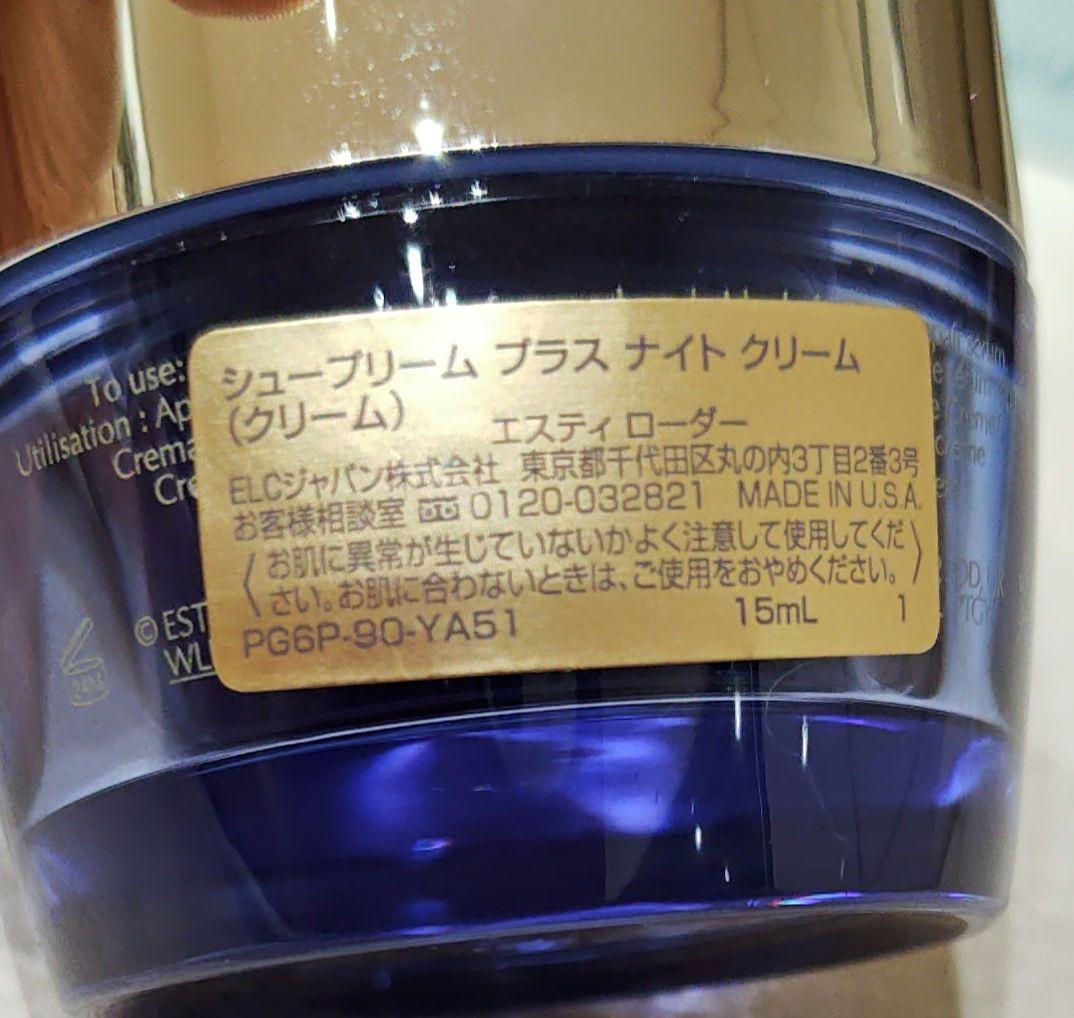 To use:
Utilisation : Ap
Crema
Cre
シュープリーム プラス ナイト クリーム
(クリーム)
エスティ ローダー
ELCジャパン株式会社 東京都千代田区丸の内3丁目2番3号
お客様相談室 0120-032821 MADE IN U.S.A.
お肌に異常が生じていないかよく注意して使用してくだ
さい。お肌に合わないときは、ご使用をおやめください。
PG6P-90-YA51 15mL 1
© EST
WL
24M